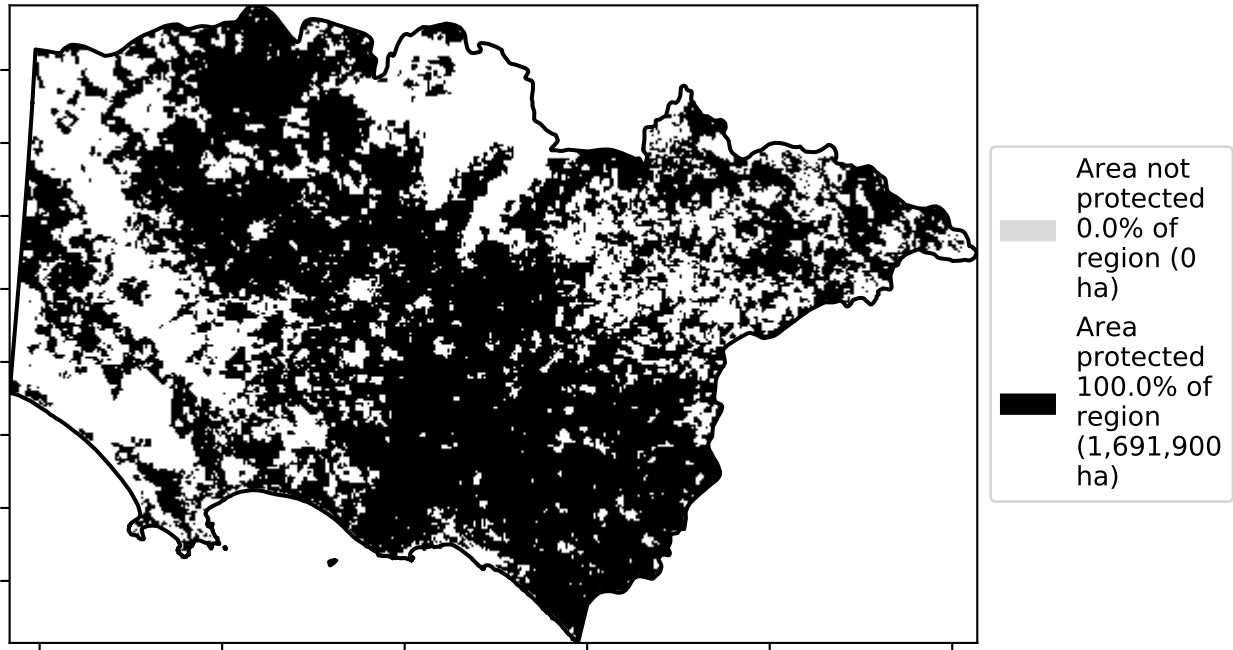 Area not
protected
0.0% of
region (0
ha)
Area
protected
100.0% of
region
(1,691,900
ha)